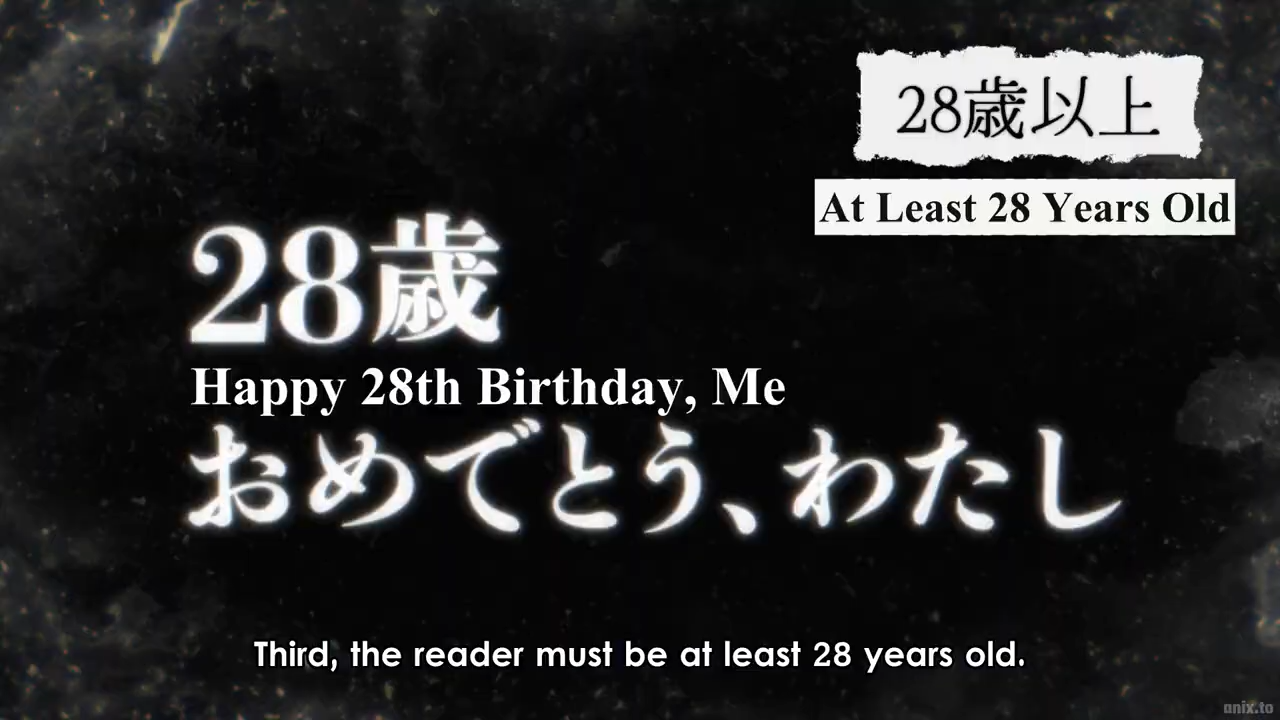 28歳以上
At Least 28 Years Old
28歳
Happy 28th Birthday, Me
おめでとう、わたし
Third, the reader must be at least 28 years old.
anix.to